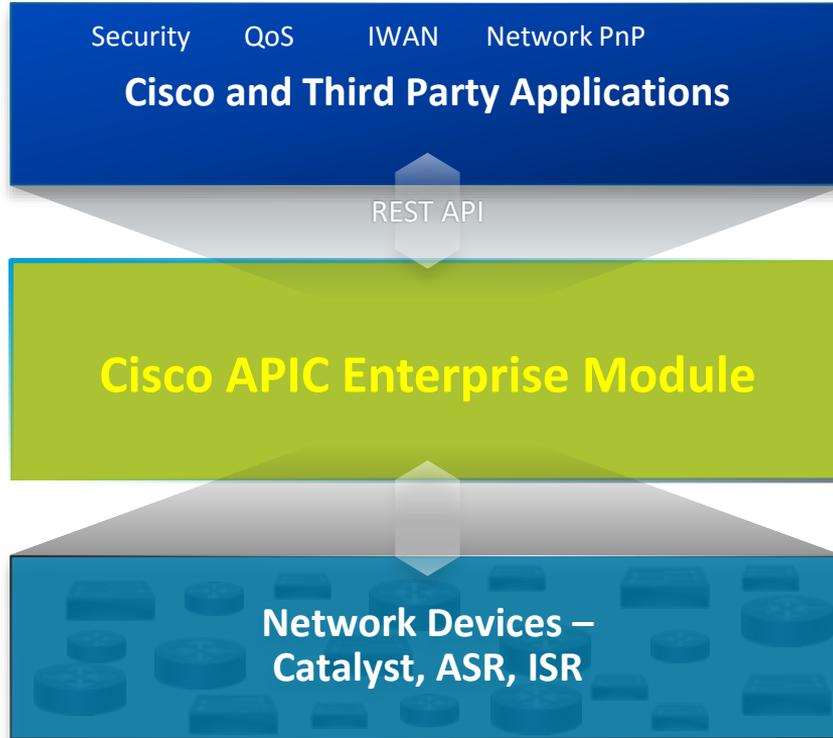 Security QoS IWAN Network PnP
Cisco and Third Party Applications
REST API
Cisco APIC Enterprise Module
Network Devices –
Catalyst, ASR, ISR